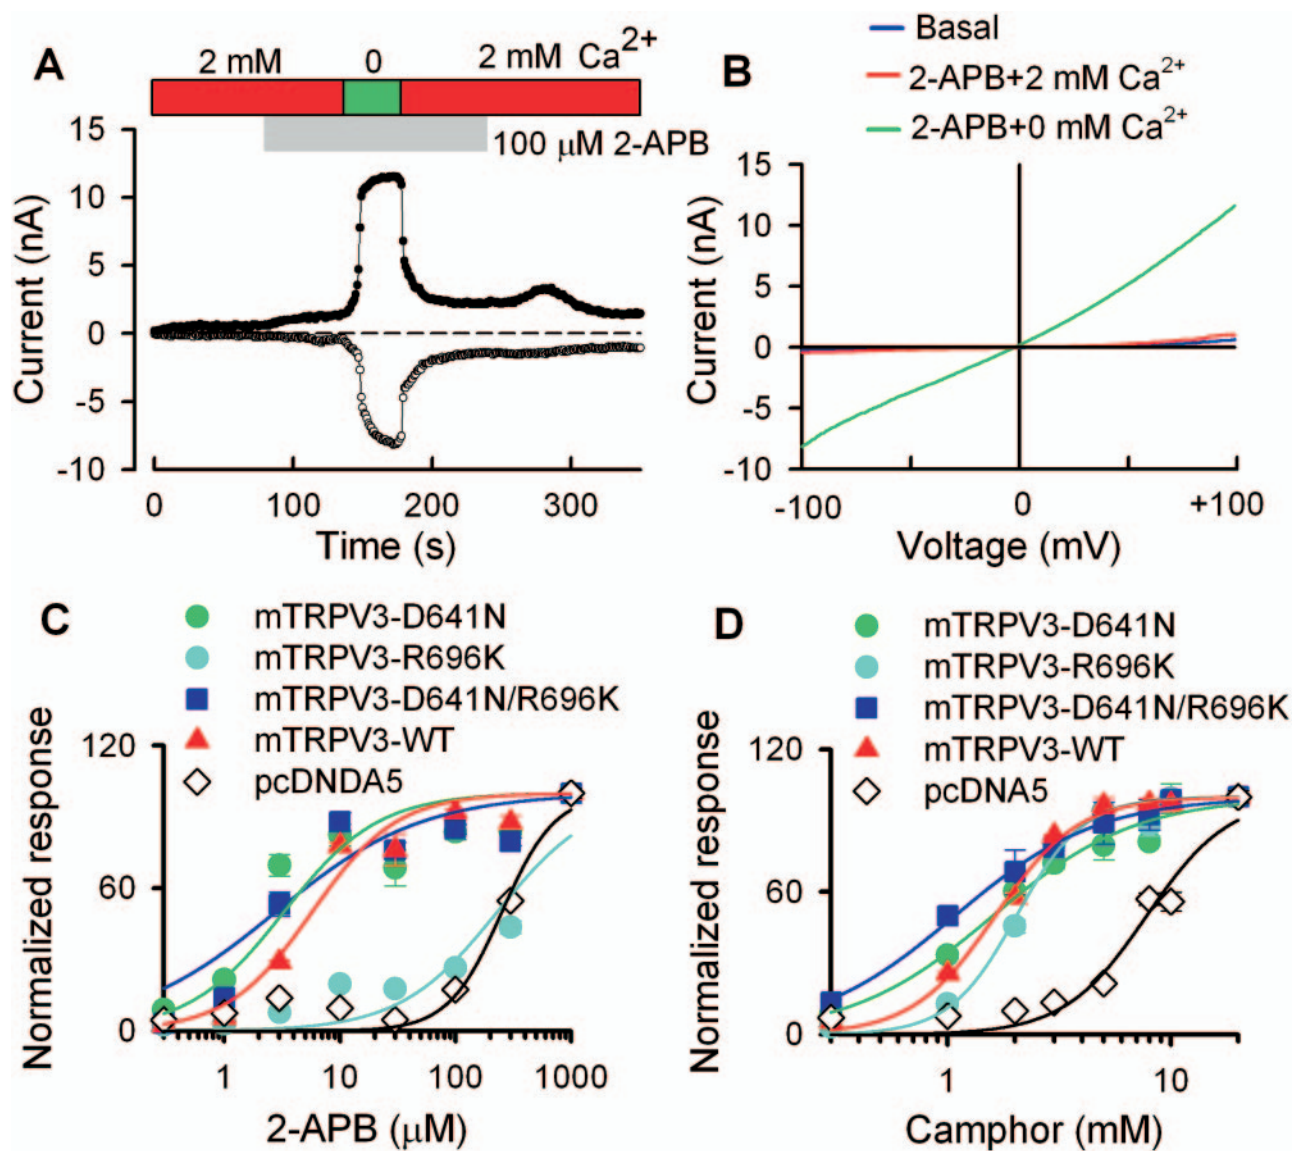 A
2 mM 0 2 mM Ca2+
100 μM 2-APB
15
10
5
0
-5
-10
Current (nA)
0 100 200 300
Time (s)
B
Basal
2-APB+2 mM Ca2+
2-APB+0 mM Ca2+
15
10
5
0
-5
-10
Current (nA)
-100 0 +100
Voltage (mV)
C
mTRPV3-D641N
mTRPV3-R696K
mTRPV3-D641N/R696K
mTRPV3-WT
pcDNDA5
120
60
0
Normalized response
1 10 100 1000
2-APB (μM)
D
mTRPV3-D641N
mTRPV3-R696K
mTRPV3-D641N/R696K
mTRPV3-WT
pcDNA5
120
60
0
Normalized response
1 10
Camphor (mM)